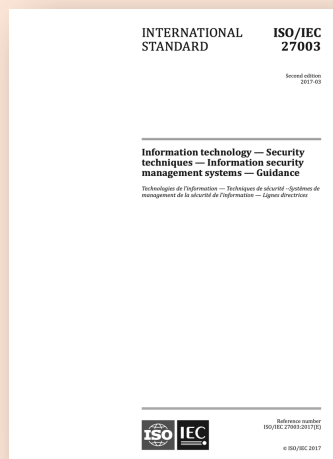 INTERNATIONAL STANDARD
ISO/IEC 27003
Second edition
2017-03
Information technology — Security
techniques — Information security
management systems — Guidance
Technologies de l'information — Techniques de sécurité --Systèmes de
management de la sécurité de l'information — Lignes directrices
ISO IEC
Reference number
ISO/IEC 27003:2017(E)
© ISO/IEC 2017